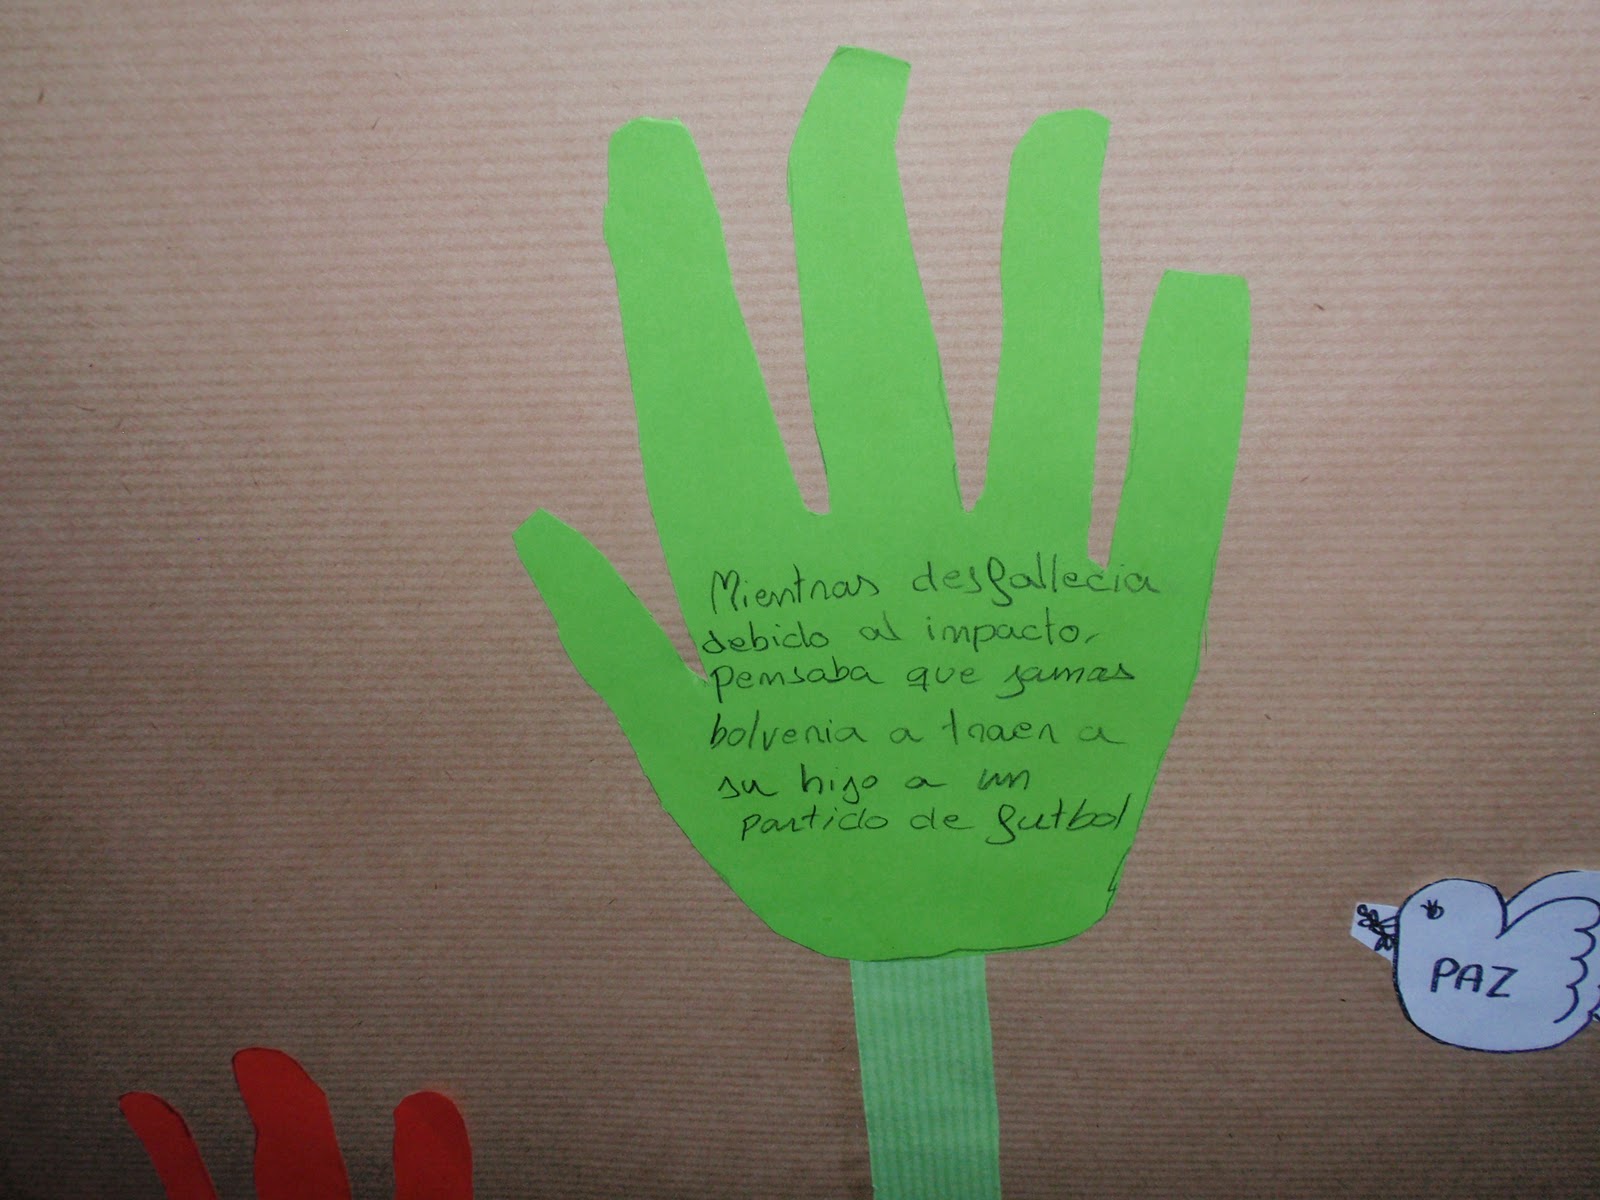 Mientras desfallecia
debido al impacto,
pensaba que jamas
bolveria a traer a
su hijo a un
partido de futbol
PAZ